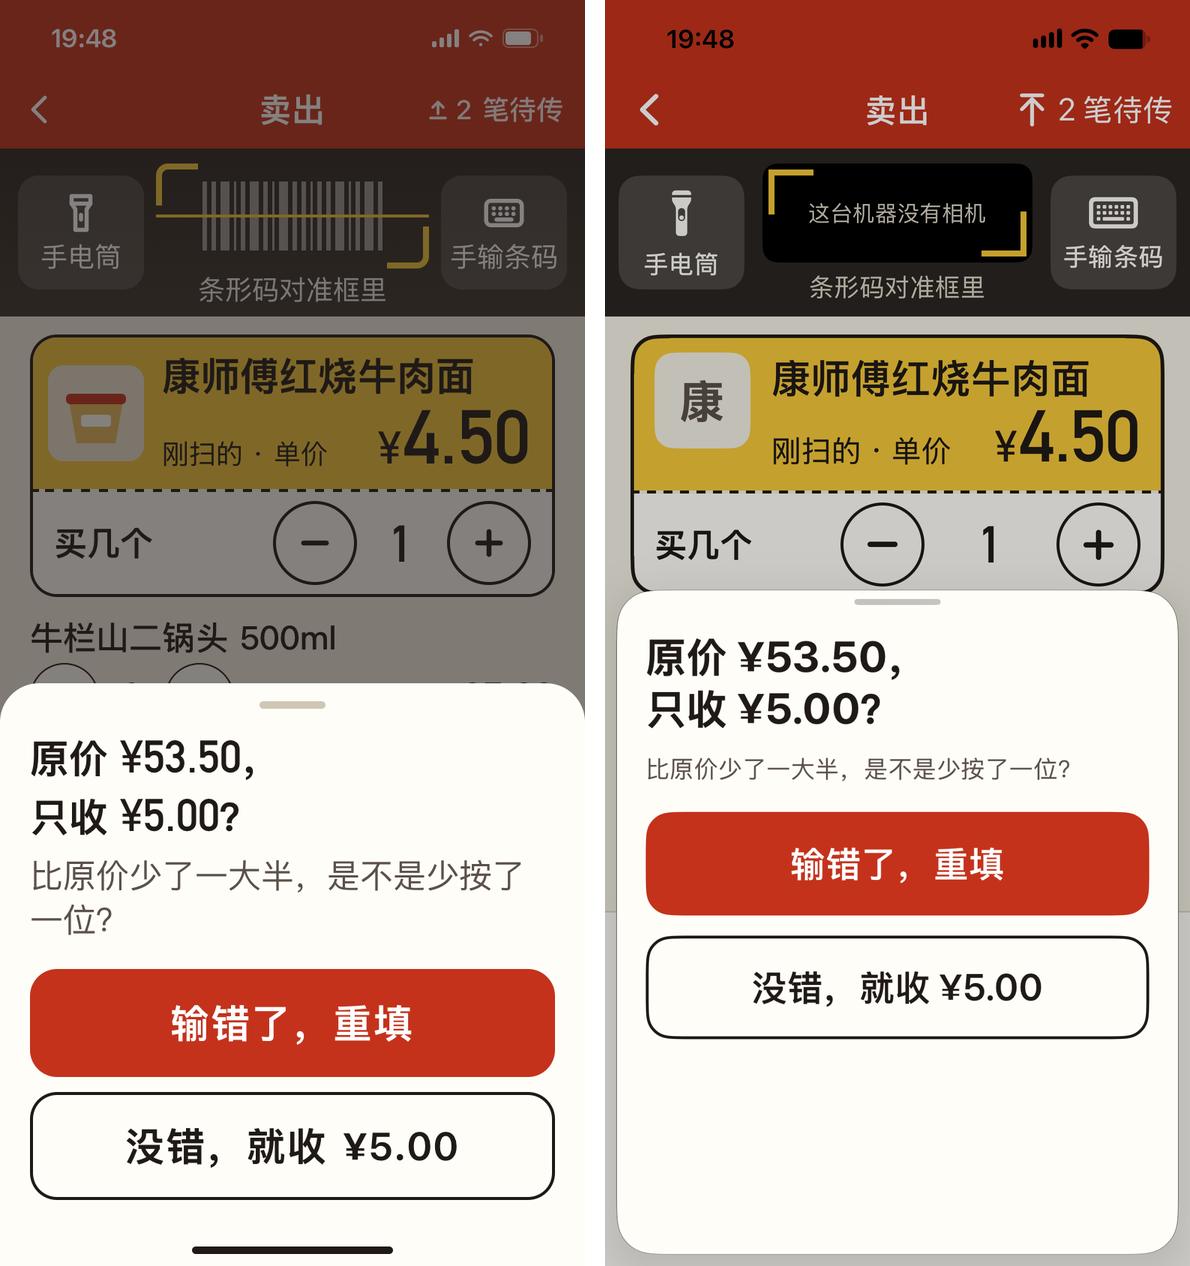 19:48
卖出
2 笔待传
手电筒
条形码对准框里
手输条码
康师傅红烧牛肉面
刚扫的 · 单价
¥4.50
买几个
1
牛栏山二锅头 500ml
原价 ¥53.50，
只收 ¥5.00?
比原价少了一大半，是不是少按了
一位?
输错了，重填
没错，就收 ¥5.00
19:48
卖出
2 笔待传
手电筒
这台机器没有相机
条形码对准框里
手输条码
康
康师傅红烧牛肉面
刚扫的 · 单价
¥4.50
买几个
1
原价 ¥53.50，
只收 ¥5.00?
比原价少了一大半，是不是少按了一位?
输错了，重填
没错，就收 ¥5.00